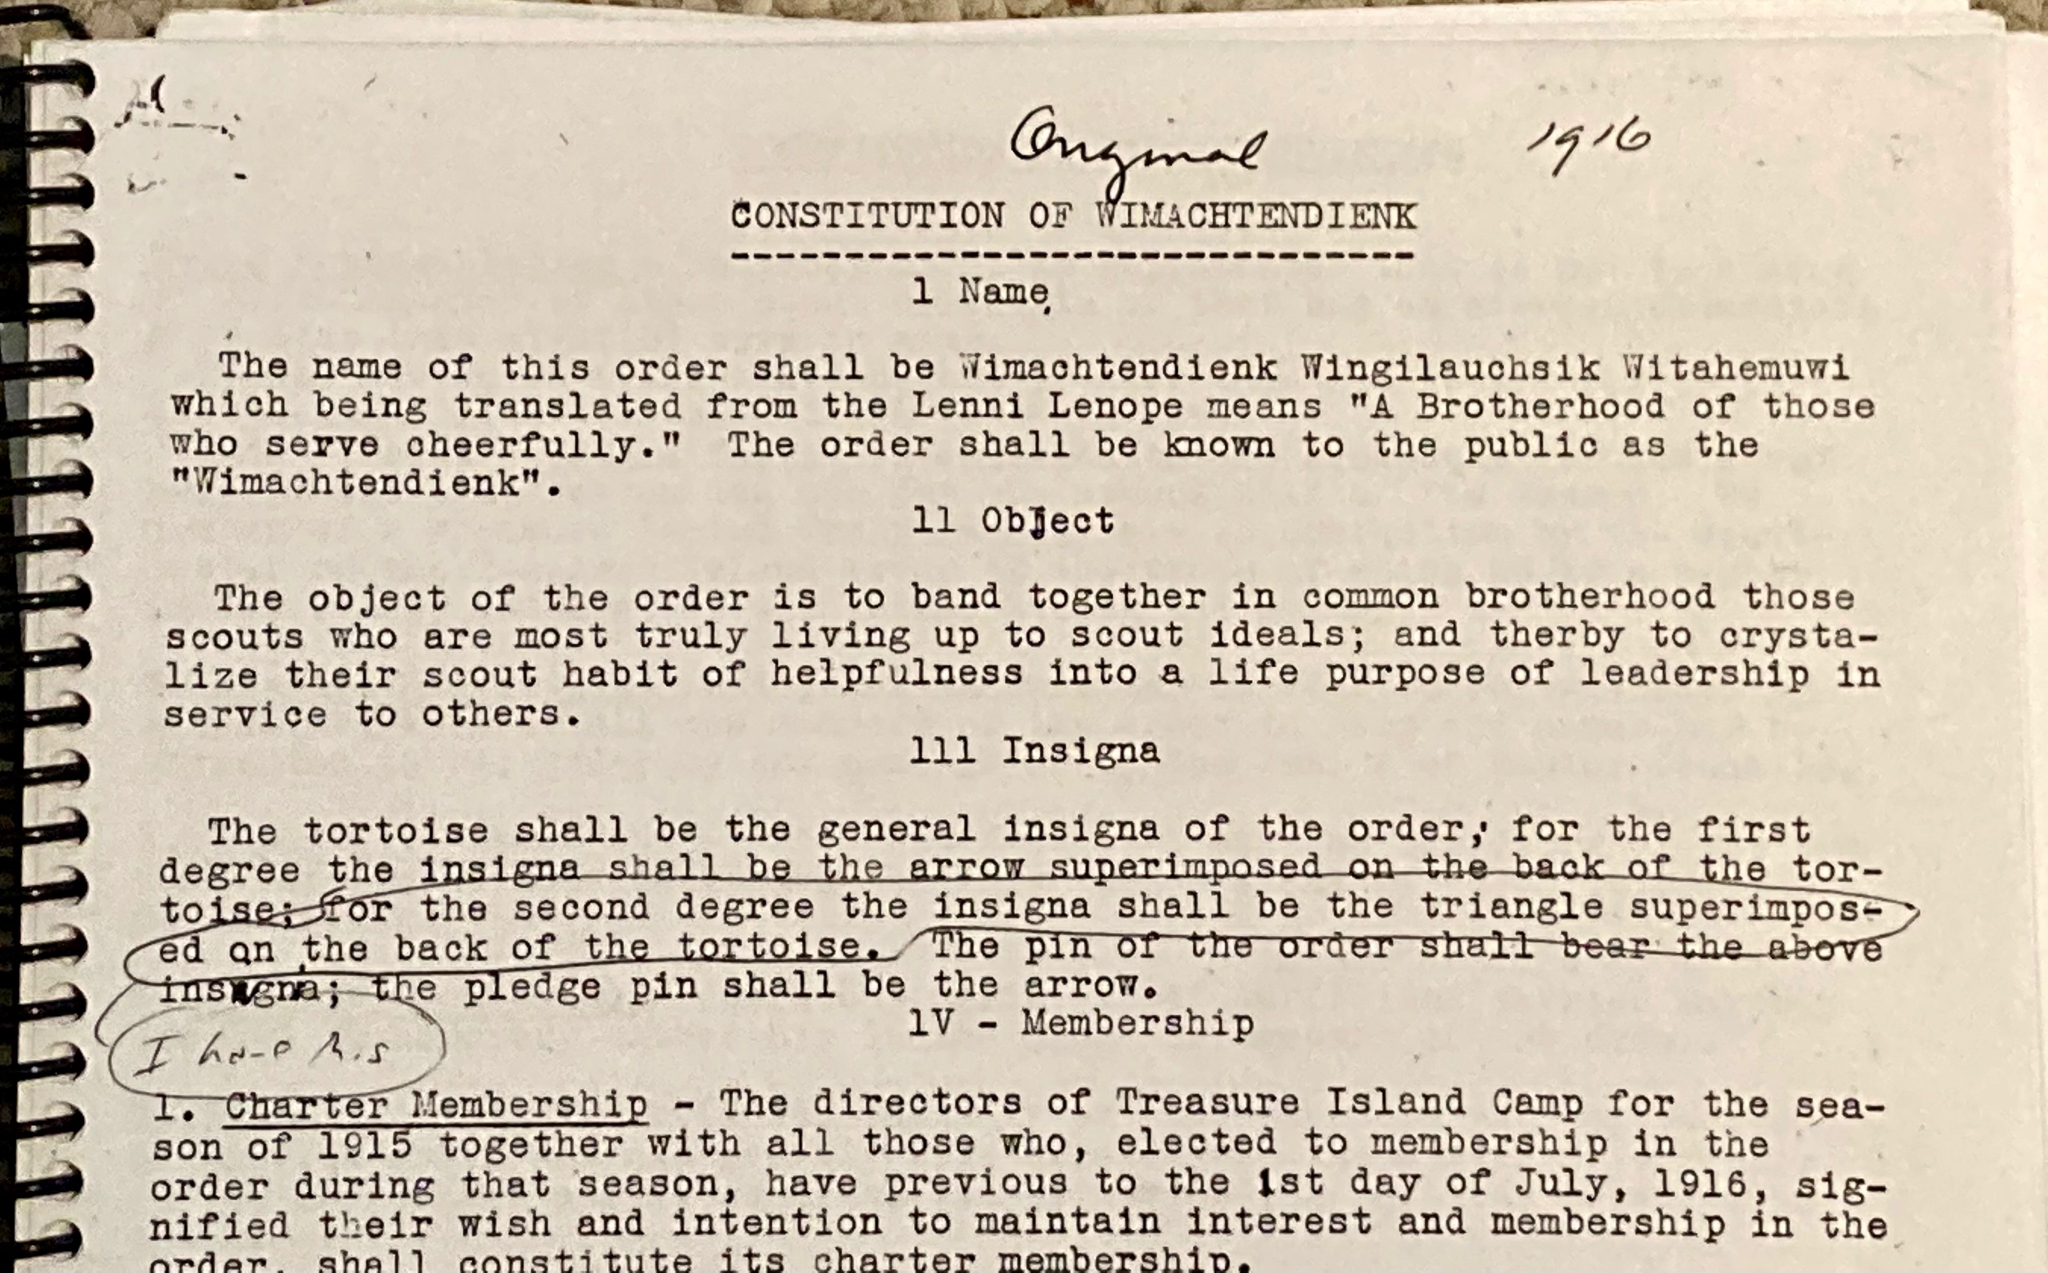 Original 1916
CONSTITUTION OF WIMACHTENDIENK
------------------------------
1 Name.
The name of this order shall be Wimachtendienk Wingilauchsik Witahemuwi
which being translated from the Lenni Lenope means "A Brotherhood of those
who serve cheerfully." The order shall be known to the public as the
"Wimachtendienk".
11 Object
The object of the order is to band together in common brotherhood those
scouts who are most truly living up to scout ideals; and therby to crysta-
lize their scout habit of helpfulness into a life purpose of leadership in
service to others.
111 Insigna
The tortoise shall be the general insigna of the order; for the first
degree the insigna shall be the arrow superimposed on the back of the tor-
toise; for the second degree the insigna shall be the triangle superimpos-
ed on the back of the tortoise. The pin of the order shall bear the above
insigna; the pledge pin shall be the arrow.
1V - Membership
I
1. Charter Membership - The directors of Treasure Island Camp for the sea-
son of 1915 together with all those who, elected to membership in the
order during that season, have previous to the 1st day of July, 1916, sig-
nified their wish and intention to maintain interest and membership in the
order, shall constitute its charter membership.